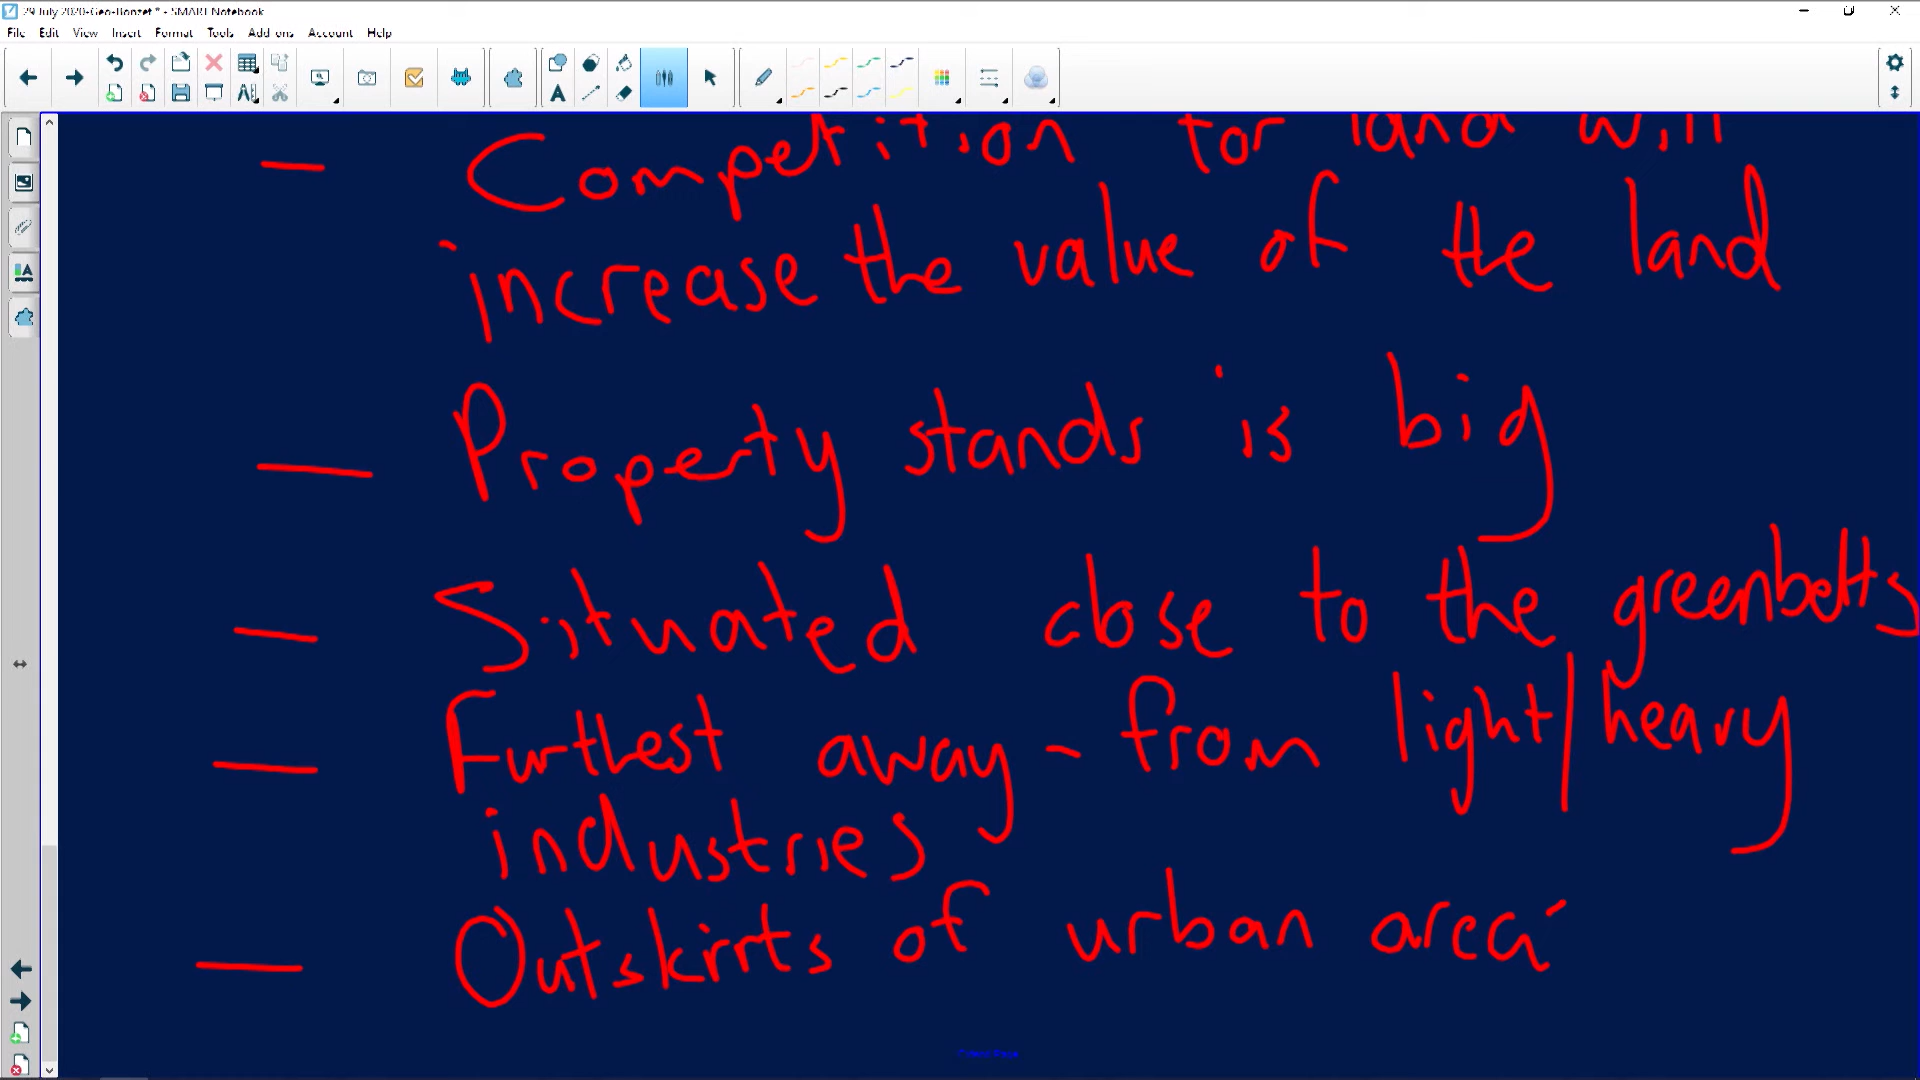 29 July 2020-Geo-Bonzet * - SMART Notebook
File Edit View Insert Format Tools Add-ons Account Help
— Competition for land will
increase the value of the land
— Property stands is big
— Situated close to the greenbelts
— Furthest away - from light/heavy
industries
— Outskirts of urban area